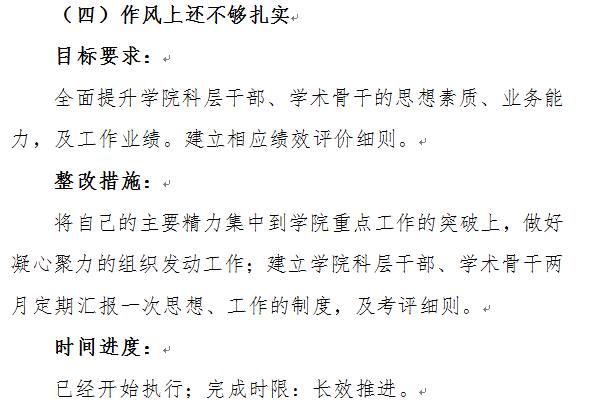 （四）作风上还不够扎实
目标要求：
全面提升学院科层干部、学术骨干的思想素质、业务能
力，及工作业绩。建立相应绩效评价细则。
整改措施：
将自己的主要精力集中到学院重点工作的突破上，做好
凝心聚力的组织发动工作；建立学院科层干部、学术骨干两
月定期汇报一次思想、工作的制度，及考评细则。
时间进度：
已经开始执行；完成时限：长效推进。